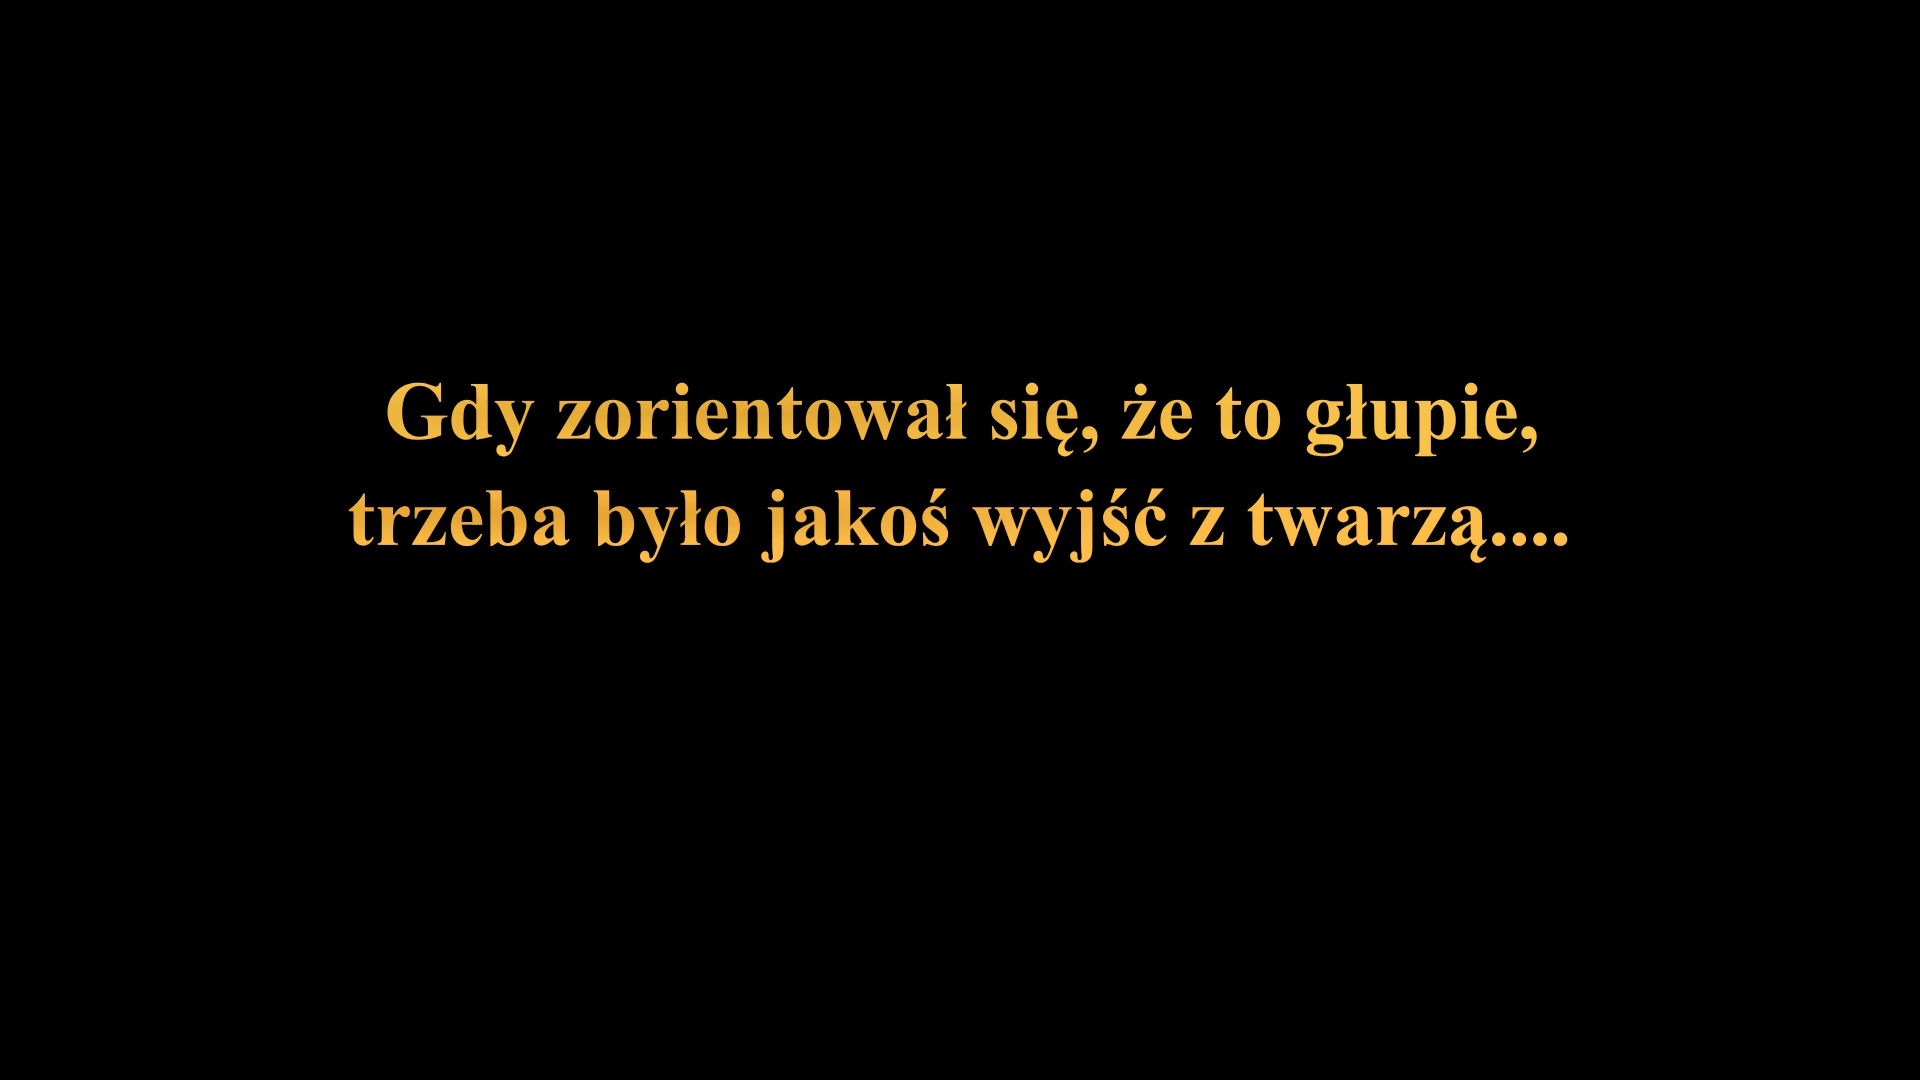 Gdy zorientował się, że to głupie,
trzeba było jakoś wyjść z twarzą....